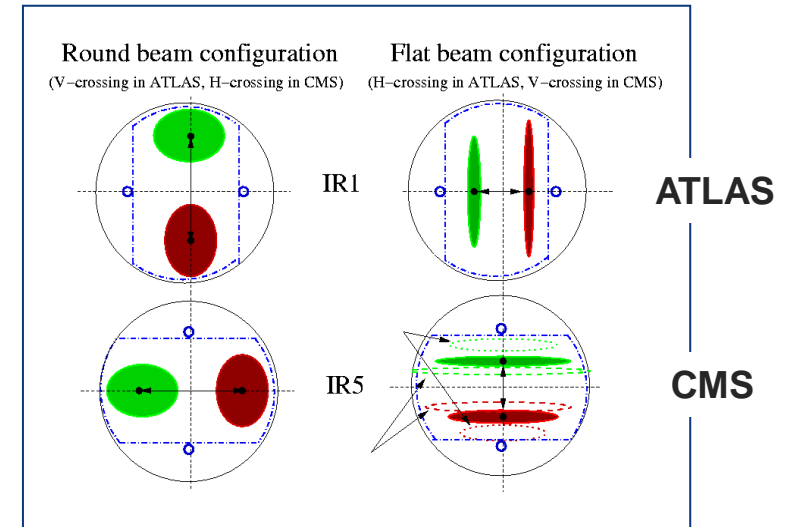 Round beam configuration
(V-crossing in ATLAS, H-crossing in CMS)
Flat beam configuration
(H-crossing in ATLAS, V-crossing in CMS)
IR1
ATLAS
IR5
CMS